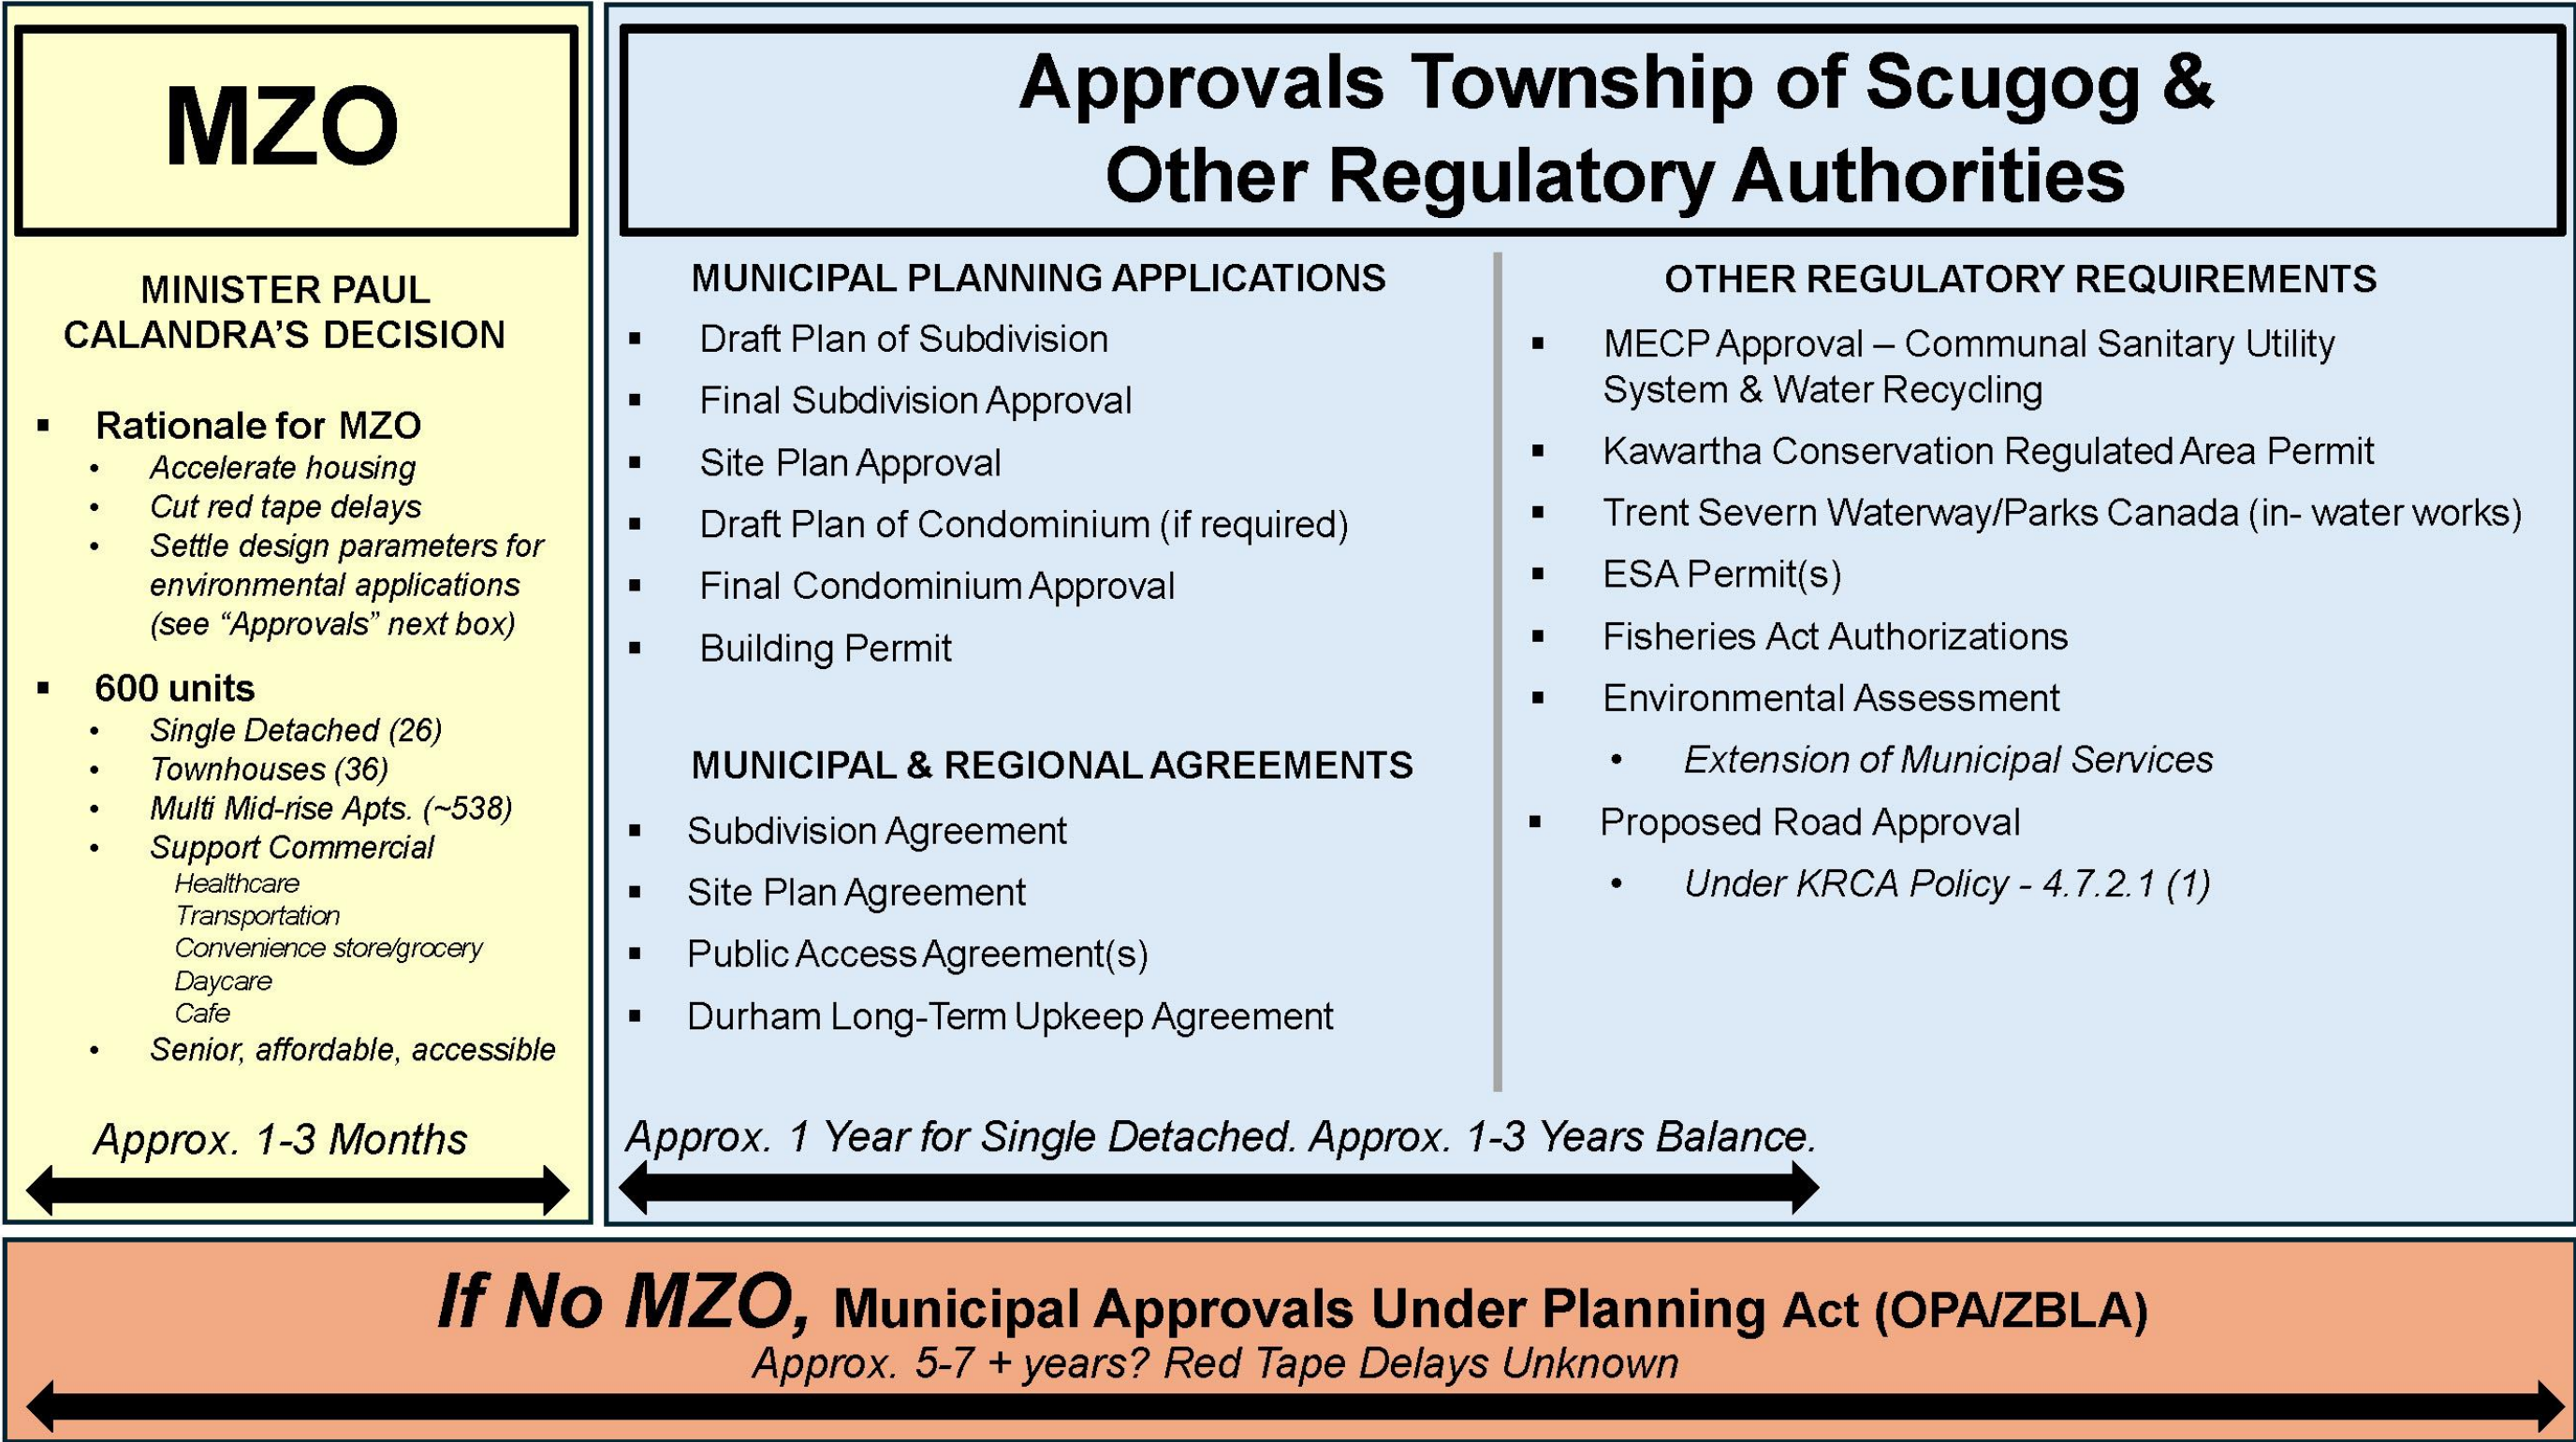 MZO
MINISTER PAUL
CALANDRA'S DECISION
▪ Rationale for MZO
• Accelerate housing
• Cut red tape delays
• Settle design parameters for
environmental applications
(see “Approvals” next box)
▪ 600 units
• Single Detached (26)
• Townhouses (36)
• Multi Mid-rise Apts. (~538)
• Support Commercial
Healthcare
Transportation
Convenience store/grocery
Daycare
Cafe
• Senior, affordable, accessible
Approx. 1-3 Months
Approvals Township of Scugog &
Other Regulatory Authorities
MUNICIPAL PLANNING APPLICATIONS
▪ Draft Plan of Subdivision
▪ Final Subdivision Approval
▪ Site Plan Approval
▪ Draft Plan of Condominium (if required)
▪ Final Condominium Approval
▪ Building Permit
MUNICIPAL & REGIONAL AGREEMENTS
▪ Subdivision Agreement
▪ Site Plan Agreement
▪ Public Access Agreement(s)
▪ Durham Long-Term Upkeep Agreement
OTHER REGULATORY REQUIREMENTS
▪ MECP Approval – Communal Sanitary Utility
System & Water Recycling
▪ Kawartha Conservation Regulated Area Permit
▪ Trent Severn Waterway/Parks Canada (in- water works)
▪ ESA Permit(s)
▪ Fisheries Act Authorizations
▪ Environmental Assessment
• Extension of Municipal Services
▪ Proposed Road Approval
• Under KRCA Policy - 4.7.2.1 (1)
Approx. 1 Year for Single Detached. Approx. 1-3 Years Balance.
If No MZO, Municipal Approvals Under Planning Act (OPA/ZBLA)
Approx. 5-7 + years? Red Tape Delays Unknown